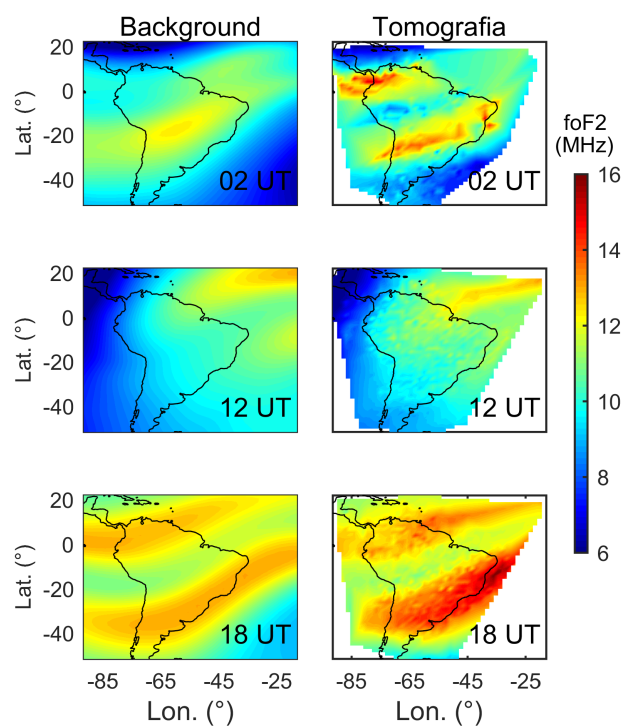 Background Tomografia
20
0
-20
-40
Lat. (°)
02 UT
02 UT
foF2
(MHz)
16
14
12
10
8
6
20
0
-20
-40
Lat. (°)
12 UT
12 UT
20
0
-20
-40
Lat. (°)
18 UT
18 UT
-85 -65 -45 -25
-85 -65 -45 -25
Lon. (°) Lon. (°)